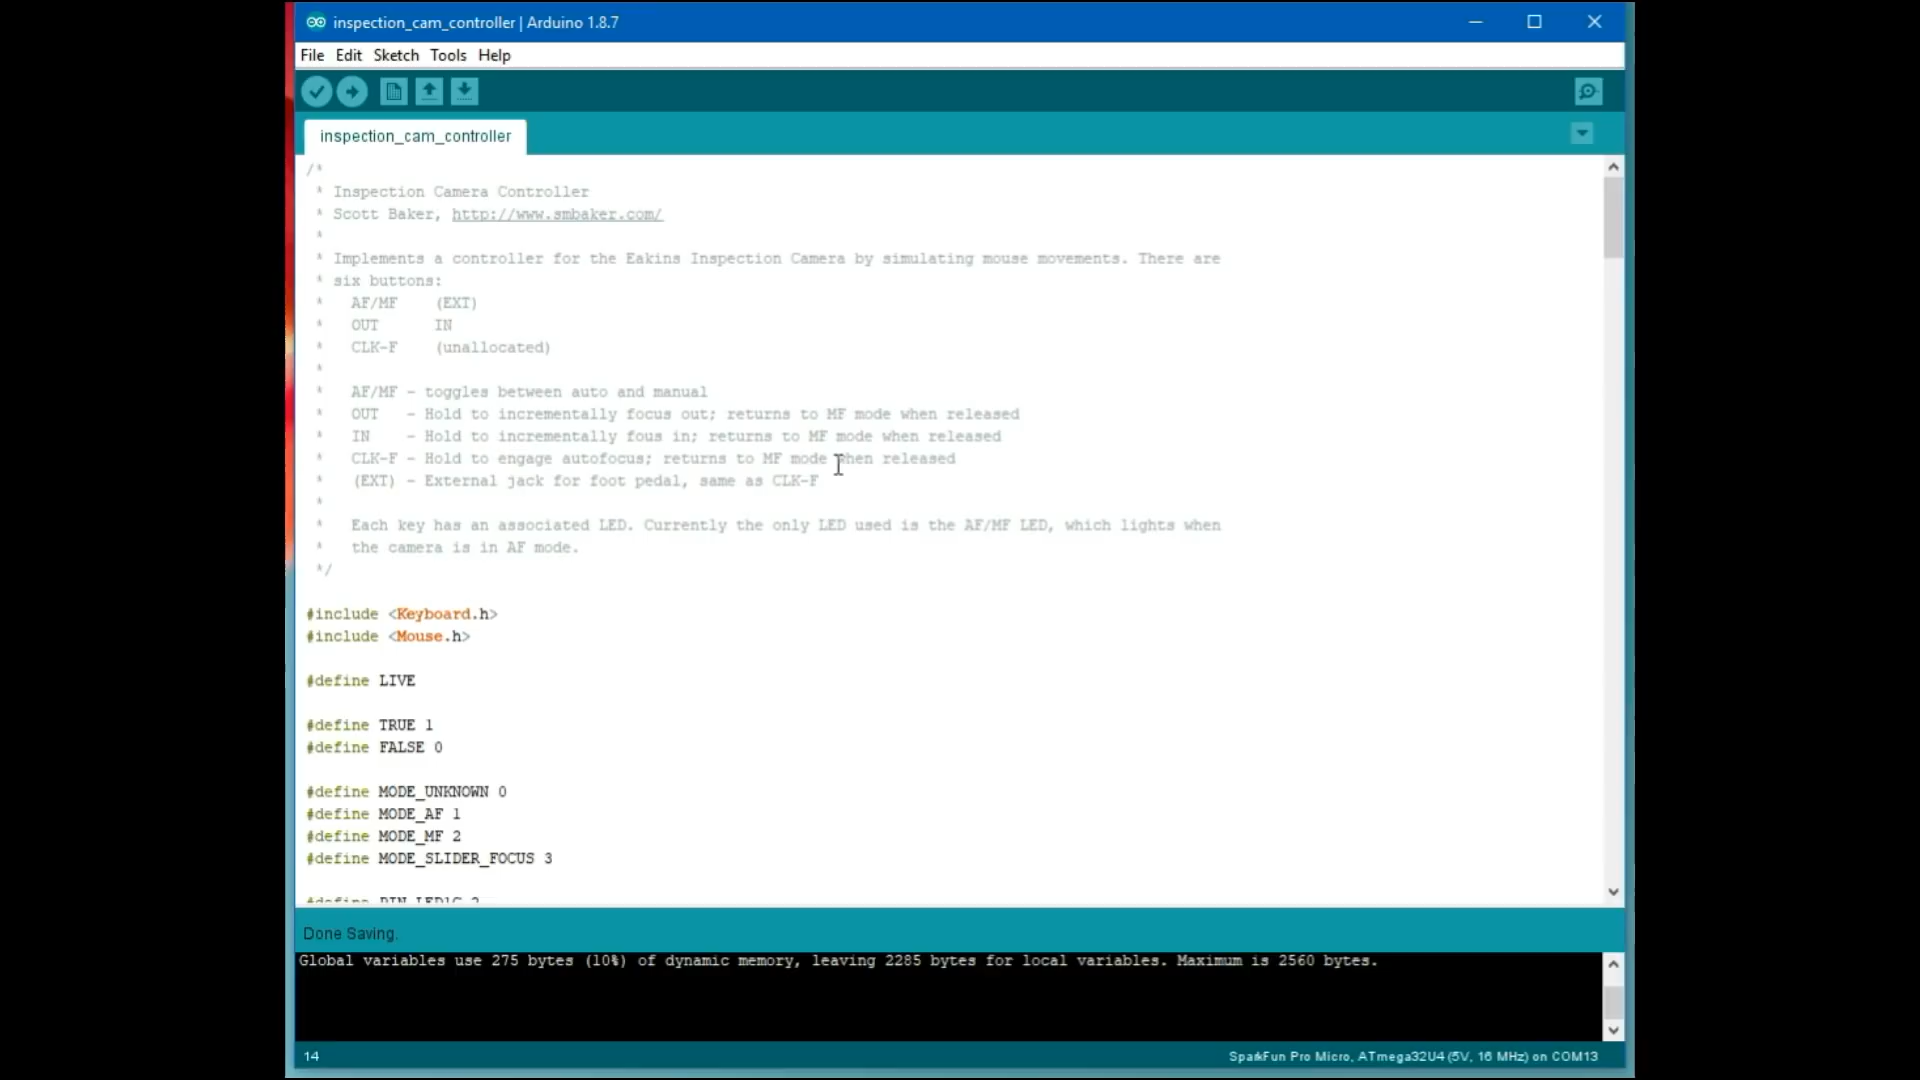 inspection_cam_controller | Arduino 1.8.7
File Edit Sketch Tools Help
inspection_cam_controller
/*
* Inspection Camera Controller
* Scott Baker, http://www.smbaker.com/
*
* Implements a controller for the Eakins Inspection Camera by simulating mouse movements. There are
* six buttons:
* AF/MF (EXT)
* OUT IN
* CLK-F (unallocated)
*
* AF/MF - toggles between auto and manual
* OUT - Hold to incrementally focus out; returns to MF mode when released
* IN - Hold to incrementally fous in; returns to MF mode when released
* CLK-F - Hold to engage autofocus; returns to MF mode when released
* (EXT) - External jack for foot pedal, same as CLK-F
*
* Each key has an associated LED. Currently the only LED used is the AF/MF LED, which lights when
* the camera is in AF mode.
*/
#include <Keyboard.h>
#include <Mouse.h>
#define LIVE
#define TRUE 1
#define FALSE 0
#define MODE_UNKNOWN 0
#define MODE_AF 1
#define MODE_MF 2
#define MODE_SLIDER_FOCUS 3
#define PIN_LED1C 2
Done Saving.
Global variables use 275 bytes (10%) of dynamic memory, leaving 2285 bytes for local variables. Maximum is 2560 bytes.
14
SparkFun Pro Micro, ATmega32U4 (5V, 16 MHz) on COM13